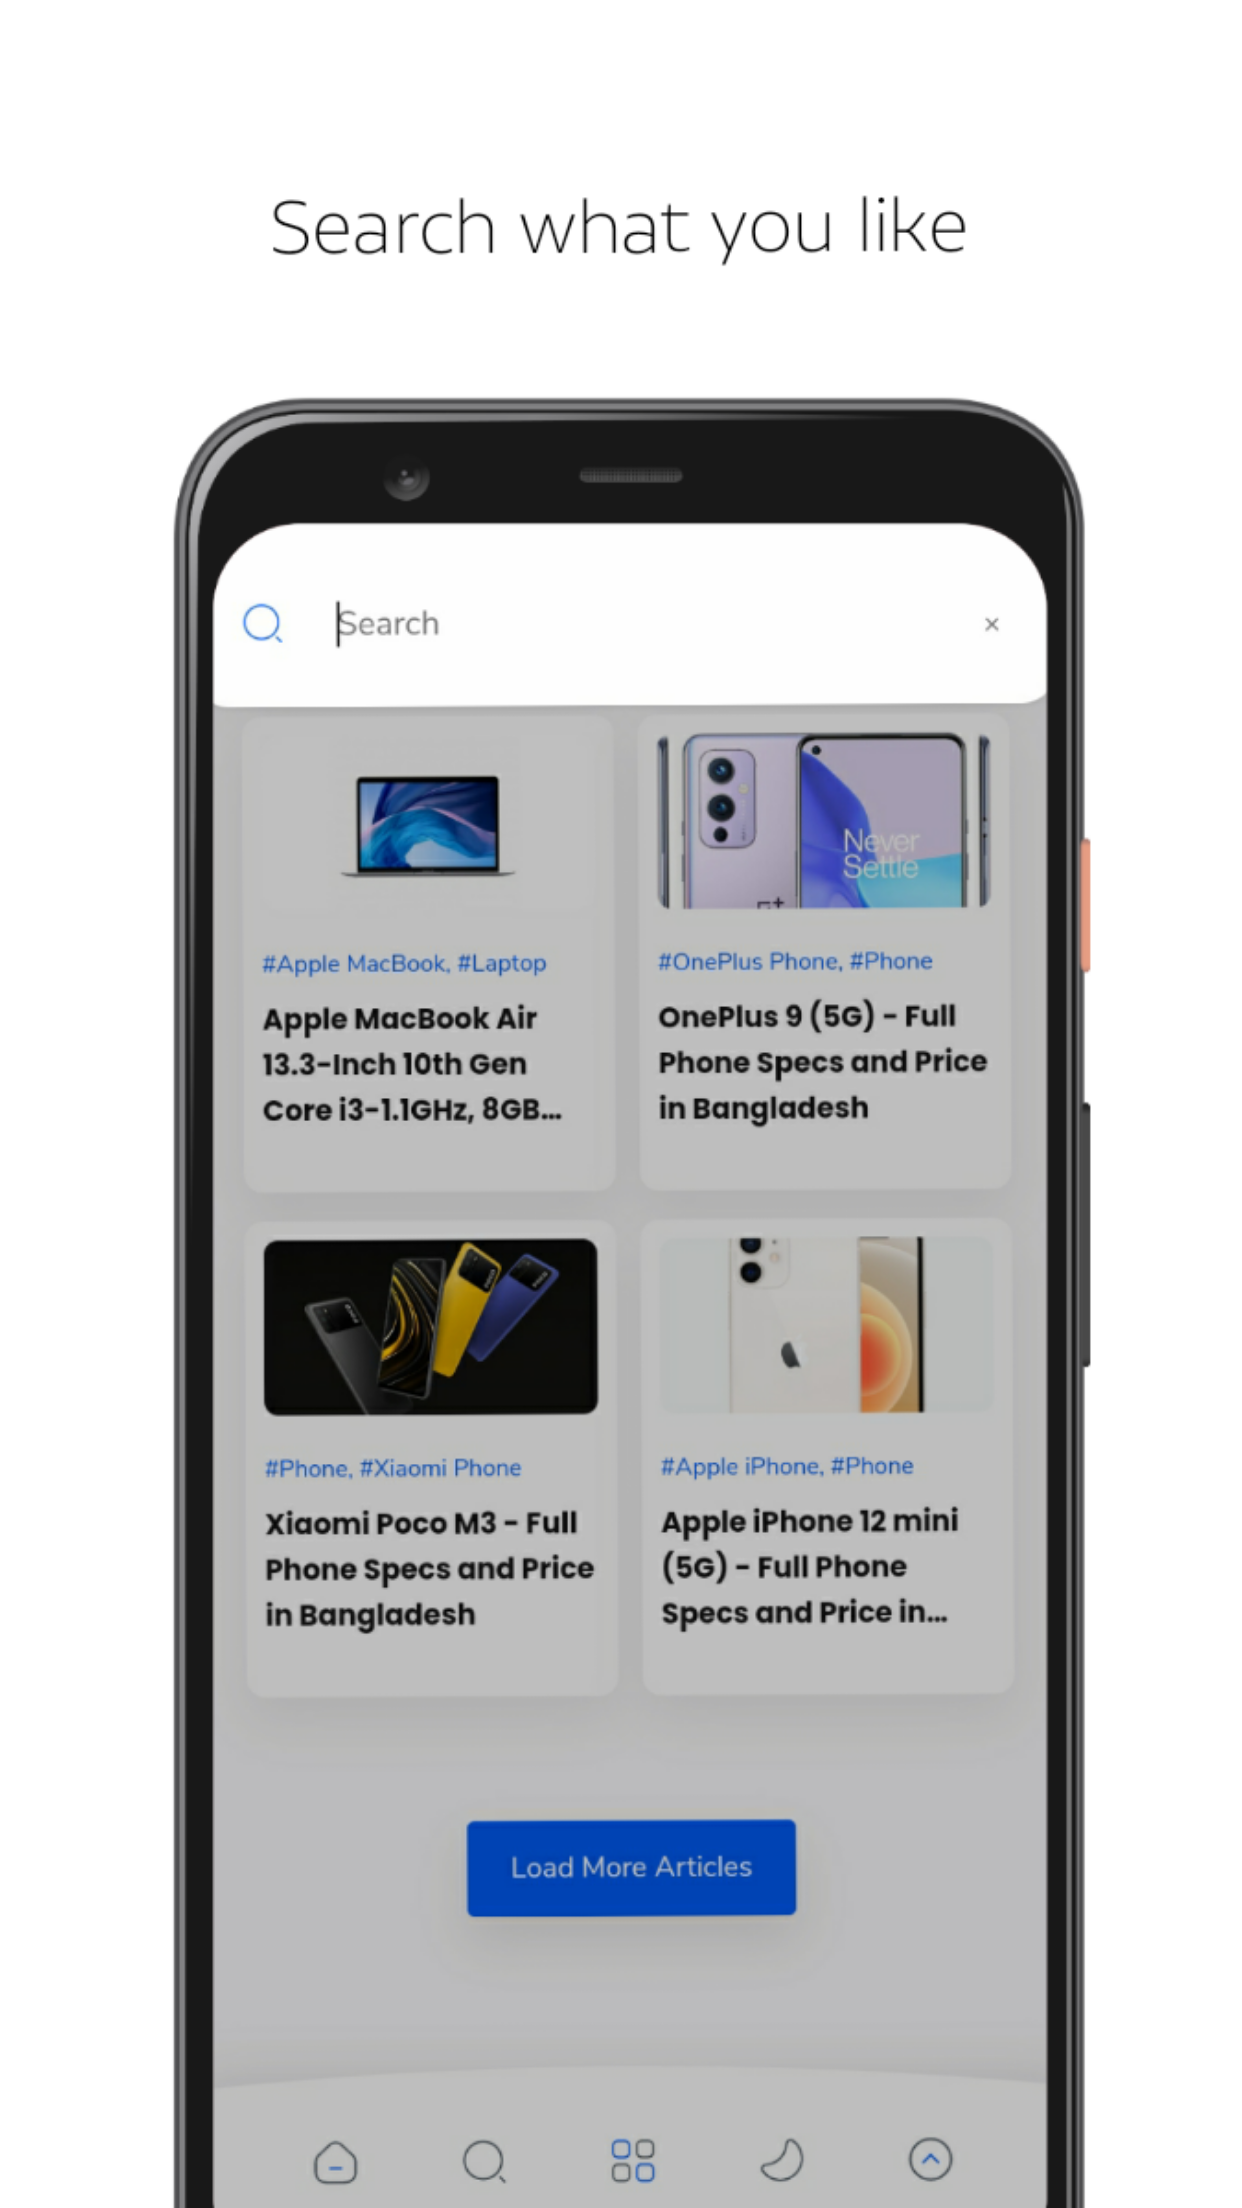 Search what you like
Search
Never
Settle
#Apple MacBook, #Laptop
Apple MacBook Air
13.3-Inch 10th Gen
Core i3-1.1GHz, 8GB...
#OnePlus Phone, #Phone
OnePlus 9 (5G) - Full
Phone Specs and Price
in Bangladesh
#Phone, #Xiaomi Phone
Xiaomi Poco M3 - Full
Phone Specs and Price
in Bangladesh
#Apple iPhone, #Phone
Apple iPhone 12 mini
(5G) - Full Phone
Specs and Price in...
Load More Articles